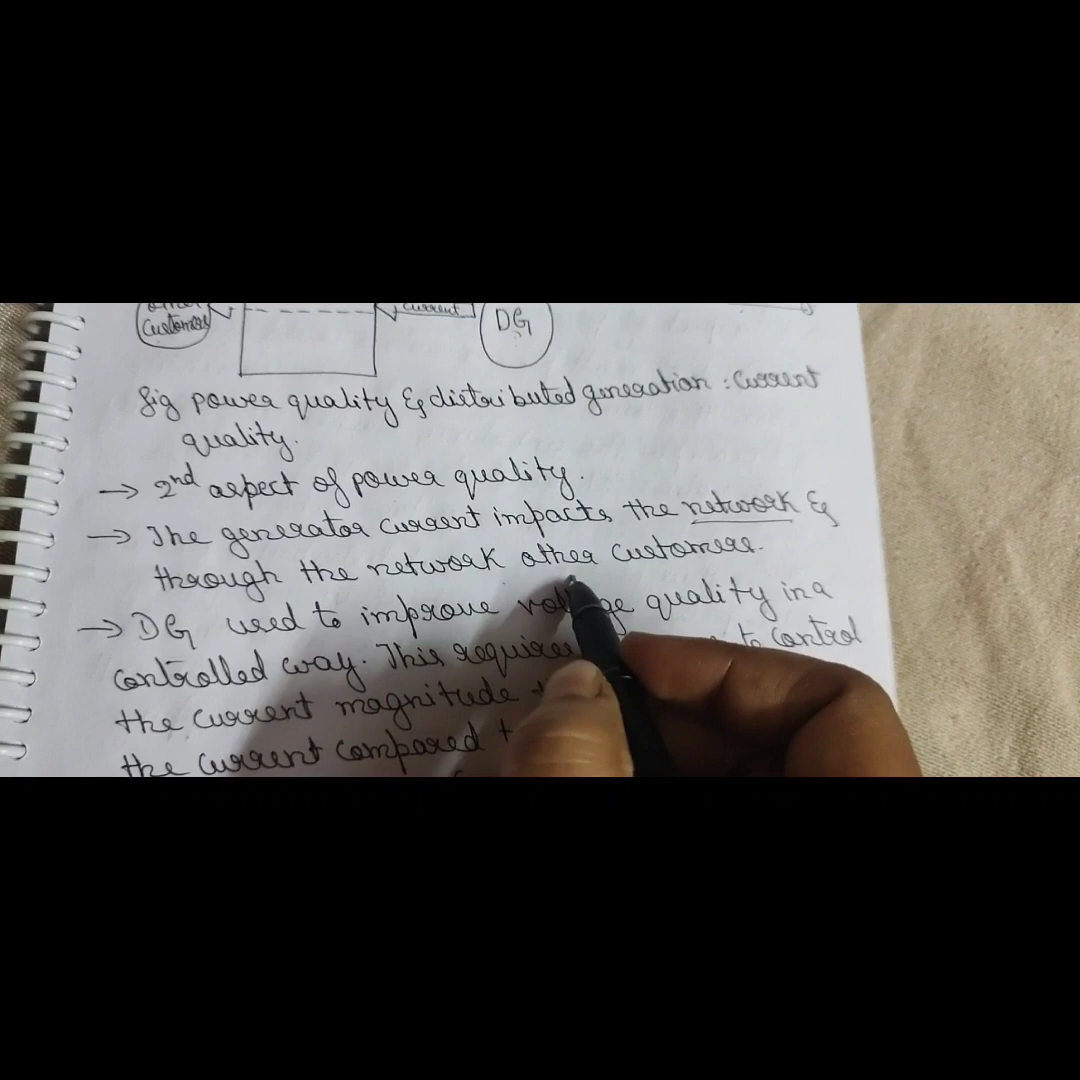 other
Customers
current
DG
fig power quality & distributed generation : Current
quality.
→ 2nd aspect of power quality.
→ The generator current impacts the network &
through the network other customers.
→ DG used to improve voltage quality in a
controlled way. This requires to control
the current magnitude
the current compared